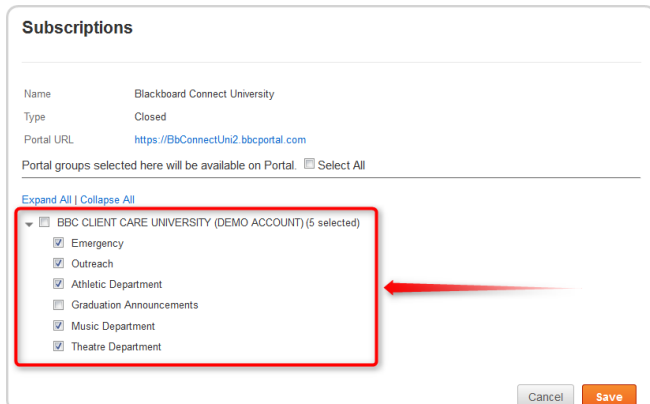 Subscriptions
Name Blackboard Connect University
Type Closed
Portal URL https://BbConnectUni2.bbcportal.com
Portal groups selected here will be available on Portal. Select All
Expand All | Collapse All
BBC CLIENT CARE UNIVERSITY (DEMO ACCOUNT) (5 selected)
Emergency
Outreach
Athletic Department
Graduation Announcements
Music Department
Theatre Department
Cancel Save